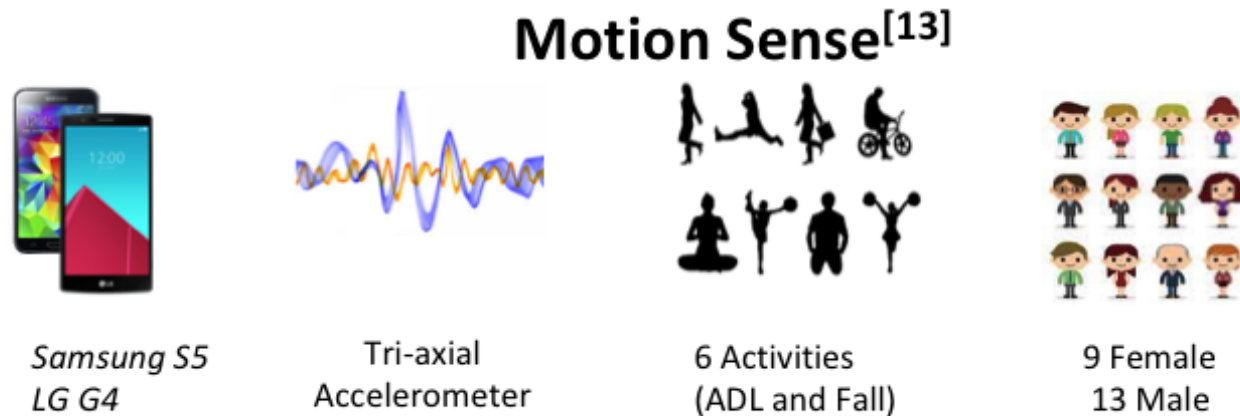 Motion Sense[13]
12:00
LG
Samsung S5
LG G4
Tri-axial
Accelerometer
6 Activities
(ADL and Fall)
9 Female
13 Male